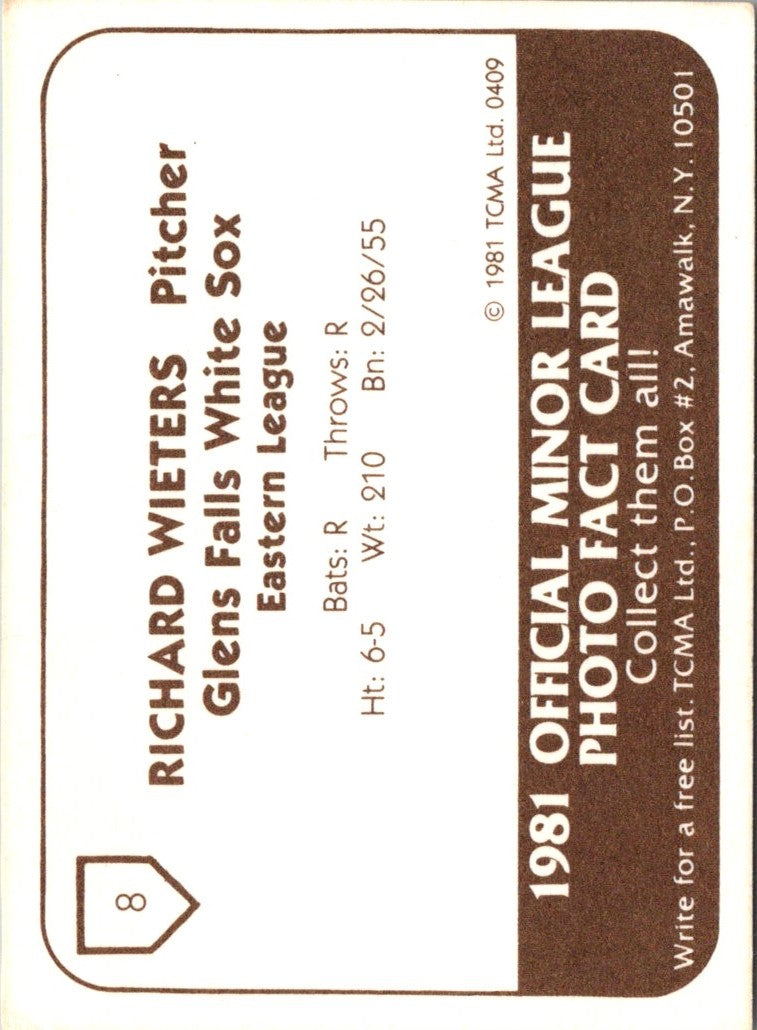 8
RICHARD WIETERS Pitcher
Glens Falls White Sox
Eastern League
Bats: R Throws: R
Ht: 6-5 Wt: 210 Bn: 2/26/55
© 1981 TCMA Ltd. 0409
1981 OFFICIAL MINOR LEAGUE
PHOTO FACT CARD
Collect them all!
Write for a free list. TCMA Ltd., P.O. Box #2, Amawalk, N.Y. 10501